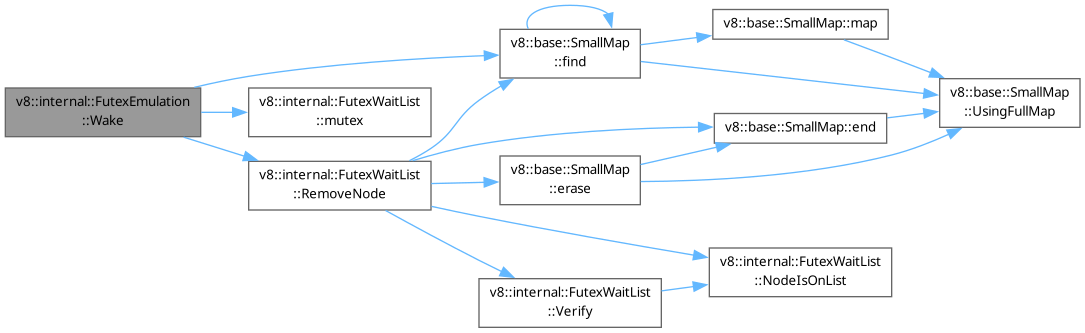 v8::internal::FutexEmulation
::Wake
v8::base::SmallMap
::find
v8::internal::FutexWaitList
::mutex
v8::internal::FutexWaitList
::RemoveNode
v8::base::SmallMap::map
v8::base::SmallMap
::UsingFullMap
v8::base::SmallMap::end
v8::base::SmallMap
::erase
v8::internal::FutexWaitList
::NodeIsOnList
v8::internal::FutexWaitList
::Verify